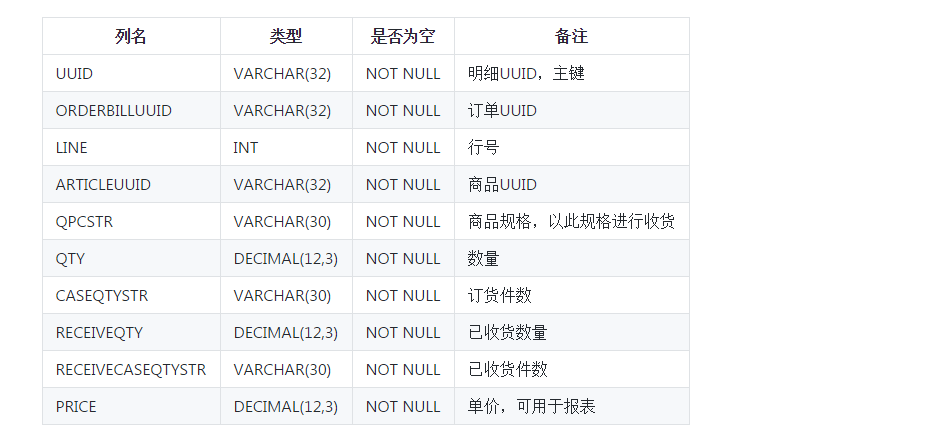 列名 类型 是否为空 备注
UUID VARCHAR(32) NOT NULL 明细UUID，主键
ORDERBILLUUID VARCHAR(32) NOT NULL 订单UUID
LINE INT NOT NULL 行号
ARTICLEUUID VARCHAR(32) NOT NULL 商品UUID
QPCSTR VARCHAR(30) NOT NULL 商品规格，以此规格进行收货
QTY DECIMAL(12,3) NOT NULL 数量
CASEQTYSTR VARCHAR(30) NOT NULL 订货件数
RECEIVEQTY DECIMAL(12,3) NOT NULL 已收货数量
RECEIVECASEQTYSTR VARCHAR(30) NOT NULL 已收货件数
PRICE DECIMAL(12,3) NOT NULL 单价，可用于报表